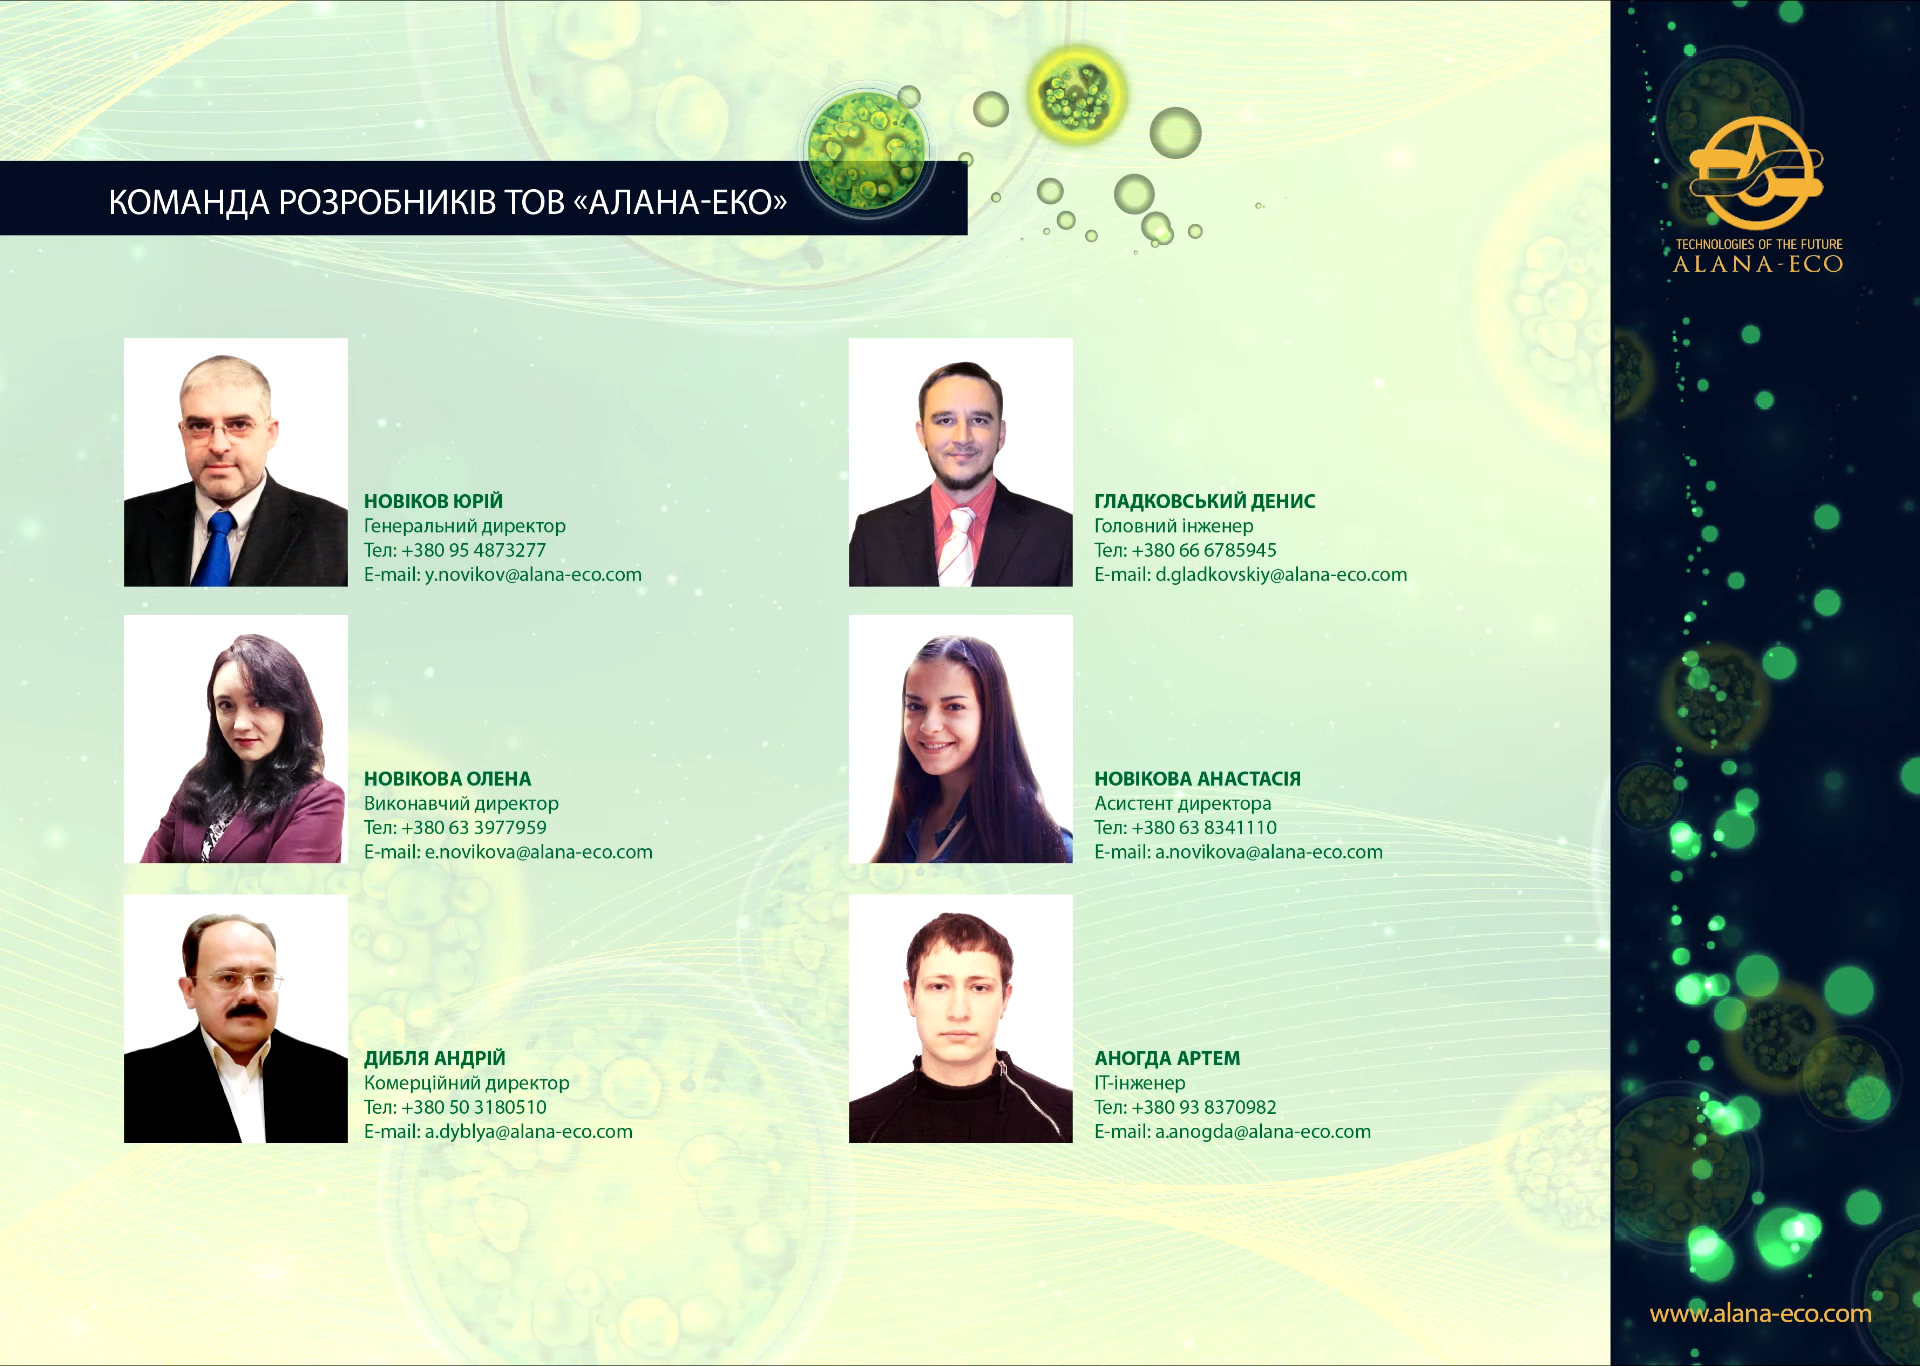 КОМАНДА РОЗРОБНИКІВ ТОВ «АЛАНА-ЕКО»
TECHNOLOGIES OF THE FUTURE
ALANA-ECO
НОВІКОВ ЮРІЙ
Генеральний директор
Тел: +380 95 4873277
E-mail: y.novikov@alana-eco.com
ГЛАДКОВСЬКИЙ ДЕНИС
Головний інженер
Тел: +380 66 6785945
E-mail: d.gladkovskiy@alana-eco.com
НОВІКОВА ОЛЕНА
Виконавчий директор
Тел: +380 63 3977959
E-mail: e.novikova@alana-eco.com
НОВІКОВА АНАСТАСІЯ
Асистент директора
Тел: +380 63 8341110
E-mail: a.novikova@alana-eco.com
ДИБЛЯ АНДРІЙ
Комерційний директор
Тел: +380 50 3180510
E-mail: a.dyblya@alana-eco.com
АНОГДА АРТЕМ
ІТ-інженер
Тел: +380 93 8370982
E-mail: a.anogda@alana-eco.com
www.alana-eco.com